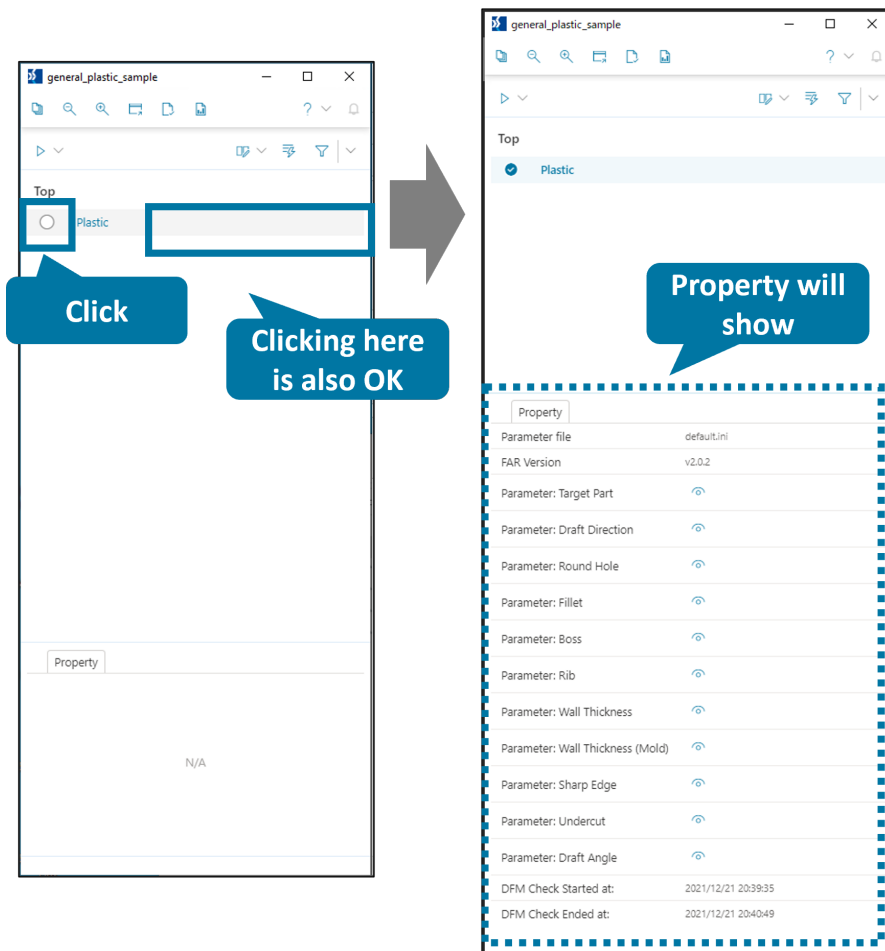 general_plastic_sample
Top
Plastic
Click
Clicking here
is also OK
Property
N/A
general_plastic_sample
Top
Plastic
Property will
show
Property
Parameter file default.ini
FAR Version v2.0.2
Parameter: Target Part
Parameter: Draft Direction
Parameter: Round Hole
Parameter: Fillet
Parameter: Boss
Parameter: Rib
Parameter: Wall Thickness
Parameter: Wall Thickness (Mold)
Parameter: Sharp Edge
Parameter: Undercut
Parameter: Draft Angle
DFM Check Started at: 2021/12/21 20:39:35
DFM Check Ended at: 2021/12/21 20:40:49